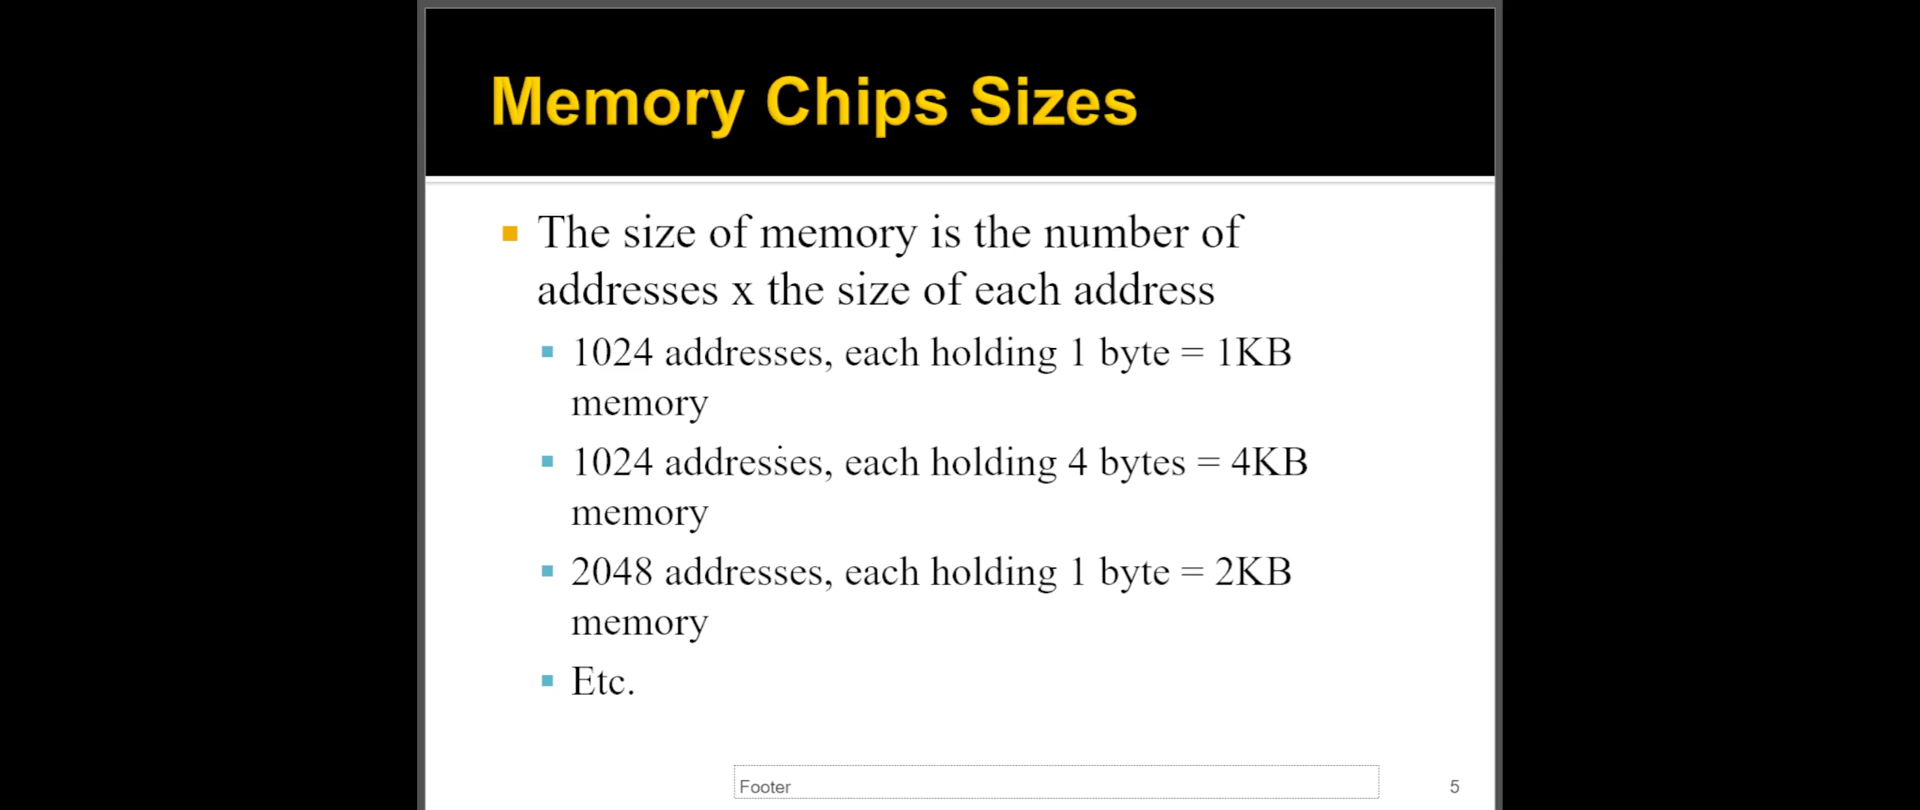 Memory Chips Sizes
The size of memory is the number of
addresses x the size of each address
1024 addresses, each holding 1 byte = 1KB
memory
1024 addresses, each holding 4 bytes = 4KB
memory
2048 addresses, each holding 1 byte = 2KB
memory
Etc.
Footer
5